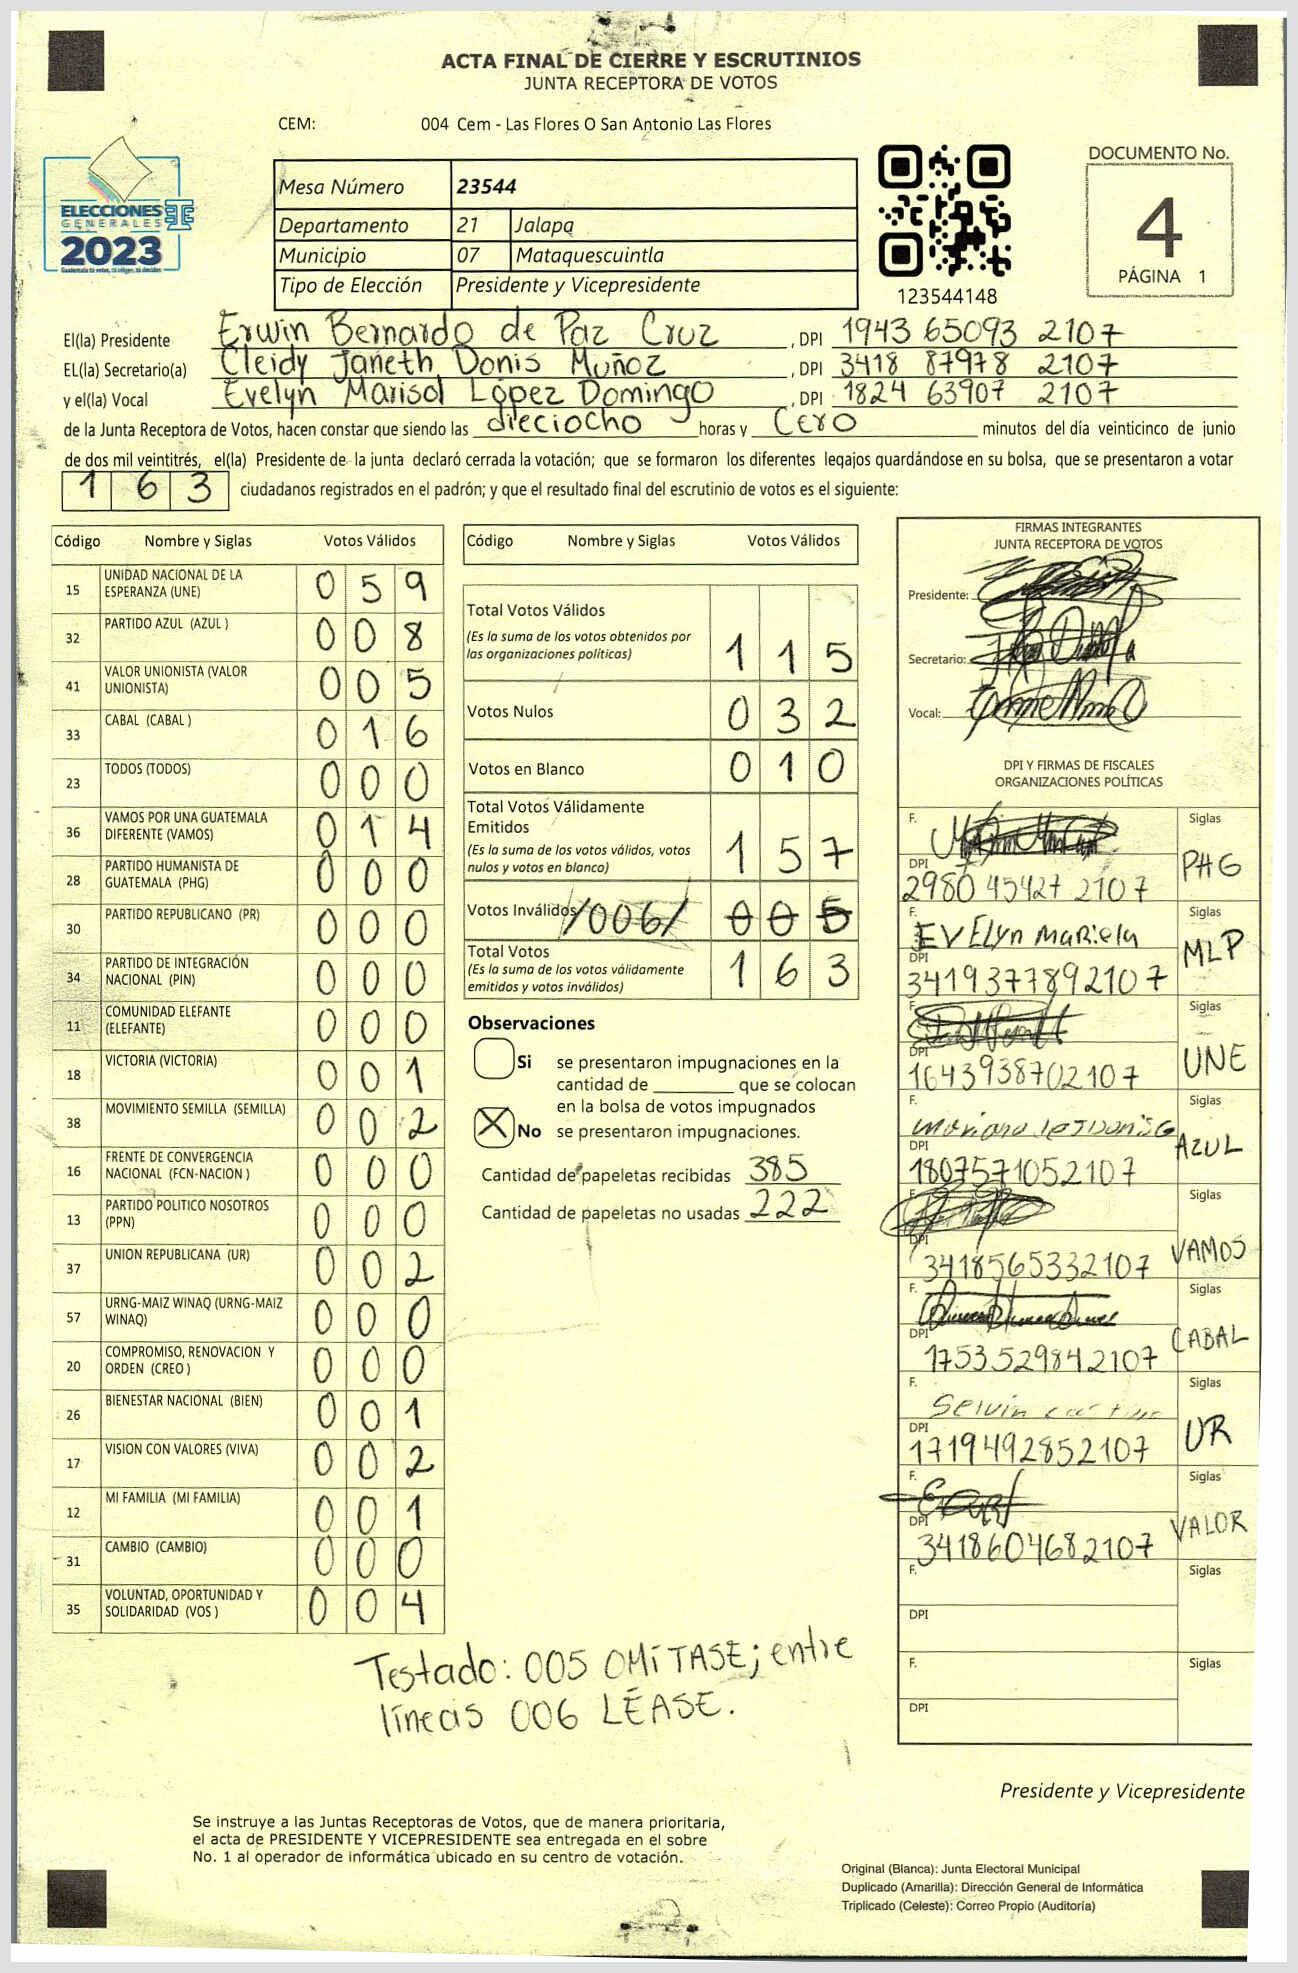 ACTA FINAL DE CIERRE Y ESCRUTINIOS
JUNTA RECEPTORA DE VOTOS
CEM: 004 Cem - Las Flores O San Antonio Las Flores
ELECCIONES
GENERALES
2023
Guatemala tú votas, tú eliges, tú decides
Mesa Número 23544
Departamento 21 Jalapa
Municipio 07 Mataquescuintla
Tipo de Elección Presidente y Vicepresidente
123544148
DOCUMENTO No.
4
PÁGINA 1
El(la) Presidente Erwin Bernardo de Paz Cruz , DPI 1943 65093 2107
EL(la) Secretario(a) Cleidy Janeth Donis Muñoz , DPI 3418 87978 2107
y el(la) Vocal Evelyn Marisol López Domingo , DPI 1824 63907 2107
de la Junta Receptora de Votos, hacen constar que siendo las dieciocho horas y Cero minutos del día veinticinco de junio
de dos mil veintitrés, el(la) Presidente de la junta declaró cerrada la votación; que se formaron los diferentes legajos guardándose en su bolsa, que se presentaron a votar
1 6 3 ciudadanos registrados en el padrón; y que el resultado final del escrutinio de votos es el siguiente:
Código Nombre y Siglas Votos Válidos
15 UNIDAD NACIONAL DE LA ESPERANZA (UNE) 0 5 9
32 PARTIDO AZUL (AZUL ) 0 0 8
41 VALOR UNIONISTA (VALOR UNIONISTA) 0 0 5
33 CABAL (CABAL ) 0 1 6
23 TODOS (TODOS) 0 0 0
36 VAMOS POR UNA GUATEMALA DIFERENTE (VAMOS) 0 1 4
28 PARTIDO HUMANISTA DE GUATEMALA (PHG) 0 0 0
30 PARTIDO REPUBLICANO (PR) 0 0 0
34 PARTIDO DE INTEGRACIÓN NACIONAL (PIN) 0 0 0
11 COMUNIDAD ELEFANTE (ELEFANTE) 0 0 0
18 VICTORIA (VICTORIA) 0 0 1
38 MOVIMIENTO SEMILLA (SEMILLA) 0 0 2
16 FRENTE DE CONVERGENCIA NACIONAL (FCN-NACION ) 0 0 0
13 PARTIDO POLITICO NOSOTROS (PPN) 0 0 0
37 UNION REPUBLICANA (UR) 0 0 2
57 URNG-MAIZ WINAQ (URNG-MAIZ WINAQ) 0 0 0
20 COMPROMISO, RENOVACION Y ORDEN (CREO ) 0 0 0
26 BIENESTAR NACIONAL (BIEN) 0 0 1
17 VISION CON VALORES (VIVA) 0 0 2
12 MI FAMILIA (MI FAMILIA) 0 0 1
31 CAMBIO (CAMBIO) 0 0 0
35 VOLUNTAD, OPORTUNIDAD Y SOLIDARIDAD (VOS ) 0 0 4
Código Nombre y Siglas Votos Válidos
Total Votos Válidos
(Es la suma de los votos obtenidos por
las organizaciones políticas) 1 1 5
Votos Nulos 0 3 2
Votos en Blanco 0 1 0
Total Votos Válidamente
Emitidos
(Es la suma de los votos válidos, votos
nulos y votos en blanco) 1 5 7
Votos Inválidos /006/ 0 0 5
Total Votos
(Es la suma de los votos válidamente
emitidos y votos inválidos) 1 6 3
Observaciones
Si se presentaron impugnaciones en la
cantidad de ________ que se colocan
en la bolsa de votos impugnados
X No se presentaron impugnaciones.
Cantidad de papeletas recibidas 385
Cantidad de papeletas no usadas 222
FIRMAS INTEGRANTES
JUNTA RECEPTORA DE VOTOS
Presidente:
Secretario:
Vocal:
DPI Y FIRMAS DE FISCALES
ORGANIZACIONES POLÍTICAS
F. Siglas
DPI PHG
2980 45427 2107
F. Siglas
EVELyn Mariela
DPI MLP
3419377892107
F. Siglas
DPI UNE
1643938702107
F. Siglas
DPI AZUL
1807571052107
F. Siglas
DPI VAMOS
3418565332107
F. Siglas
DPI CABAL
1753529842107
F. Siglas
Selvin
DPI UR
1719492852107
F. Siglas
DPI VALOR
3418604682107
F. Siglas
DPI
F. Siglas
DPI
Testado: 005 OMÍTASE; entre
líneas 006 LÉASE.
Presidente y Vicepresidente
Se instruye a las Juntas Receptoras de Votos, que de manera prioritaria,
el acta de PRESIDENTE Y VICEPRESIDENTE sea entregada en el sobre
No. 1 al operador de informática ubicado en su centro de votación.
Original (Blanca): Junta Electoral Municipal
Duplicado (Amarilla): Dirección General de Informática
Triplicado (Celeste): Correo Propio (Auditoría)